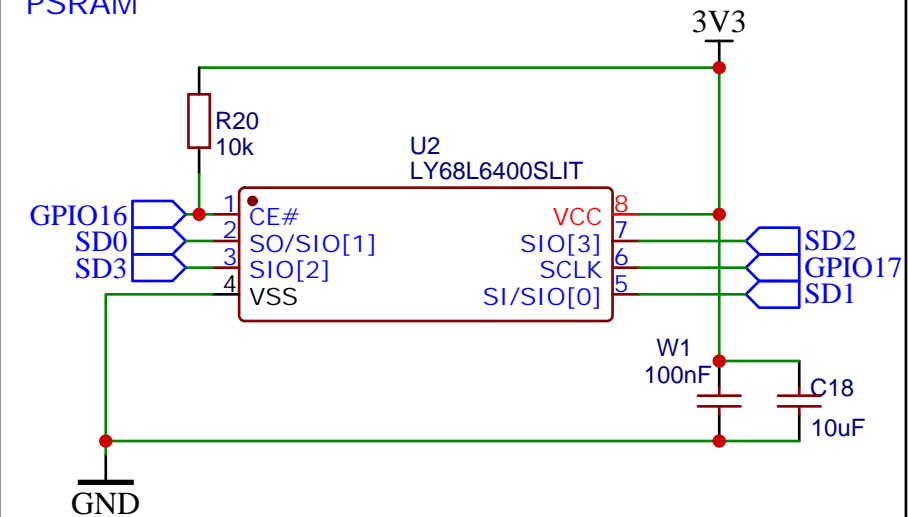 PSRAM
3V3
R20
10k
U2
LY68L6400SLIT
GPIO16
1
CE#
VCC
8
SD0
2
SO/SIO[1]
SIO[3]
7
SD2
SD3
3
SIO[2]
SCLK
6
GPIO17
4
VSS
SI/SIO[0]
5
SD1
W1
100nF
C18
10uF
GND